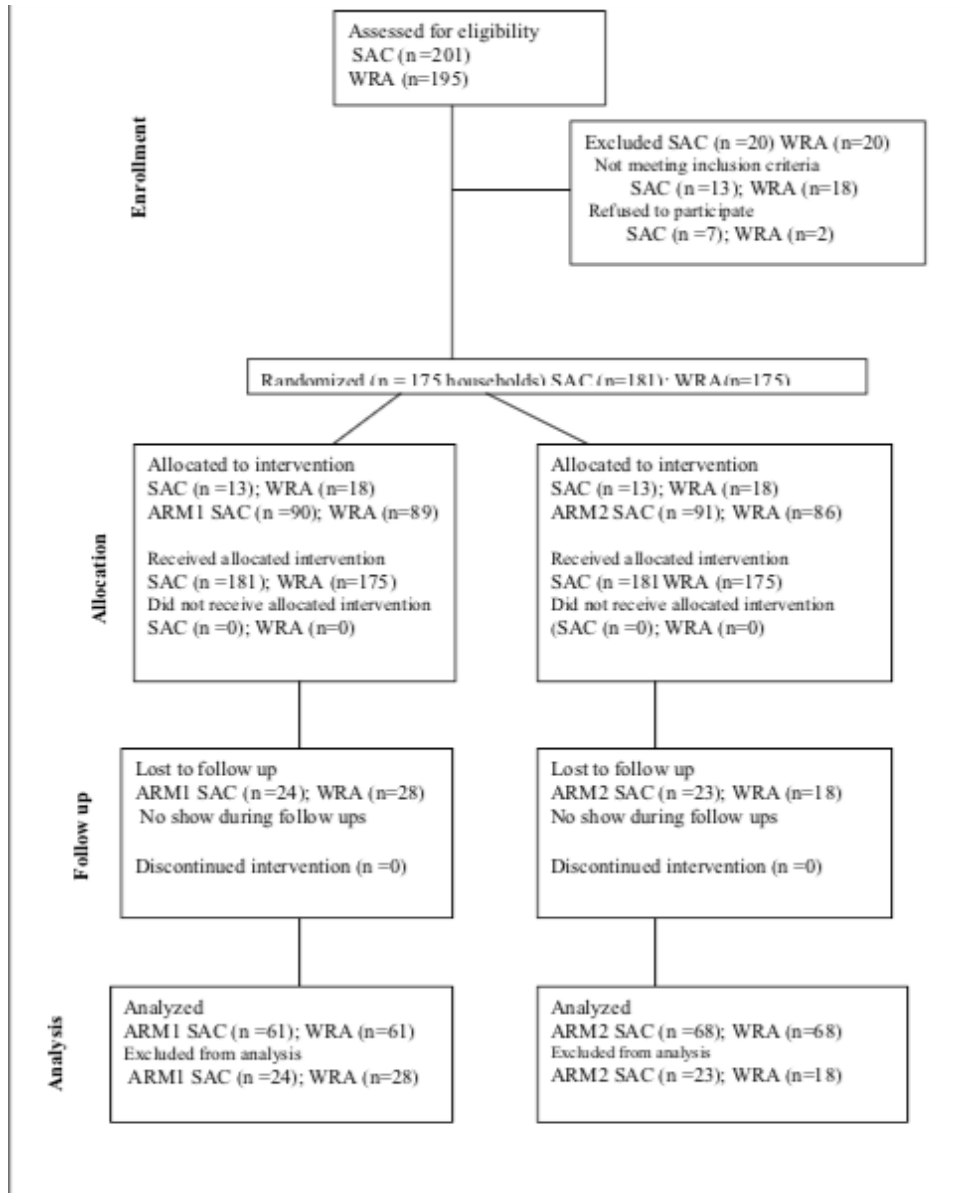 Assessed for eligibility
SAC (n =201)
WRA (n=195)
Enrollment
Excluded SAC (n =20) WRA (n=20)
Not meeting inclusion criteria
SAC (n =13); WRA (n=18)
Refused to participate
SAC (n =7); WRA (n=2)
Randomized (n = 175 households) SAC (n=181); WRA(n=175)
Allocation
Allocated to intervention
SAC (n =13); WRA (n=18)
ARM1 SAC (n =90); WRA (n=89)
Received allocated intervention
SAC (n =181); WRA (n=175)
Did not receive allocated intervention
SAC (n =0); WRA (n=0)
Allocated to intervention
SAC (n =13); WRA (n=18)
ARM2 SAC (n =91); WRA (n=86)
Received allocated intervention
SAC (n =181 WRA (n=175)
Did not receive allocated intervention
(SAC (n =0); WRA (n=0)
Follow up
Lost to follow up
ARM1 SAC (n =24); WRA (n=28)
No show during follow ups
Discontinued intervention (n =0)
Lost to follow up
ARM2 SAC (n =23); WRA (n=18)
No show during follow ups
Discontinued intervention (n =0)
Analysis
Analyzed
ARM1 SAC (n =61); WRA (n=61)
Excluded from analysis
ARM1 SAC (n =24); WRA (n=28)
Analyzed
ARM2 SAC (n =68); WRA (n=68)
Excluded from analysis
ARM2 SAC (n =23); WRA (n=18)